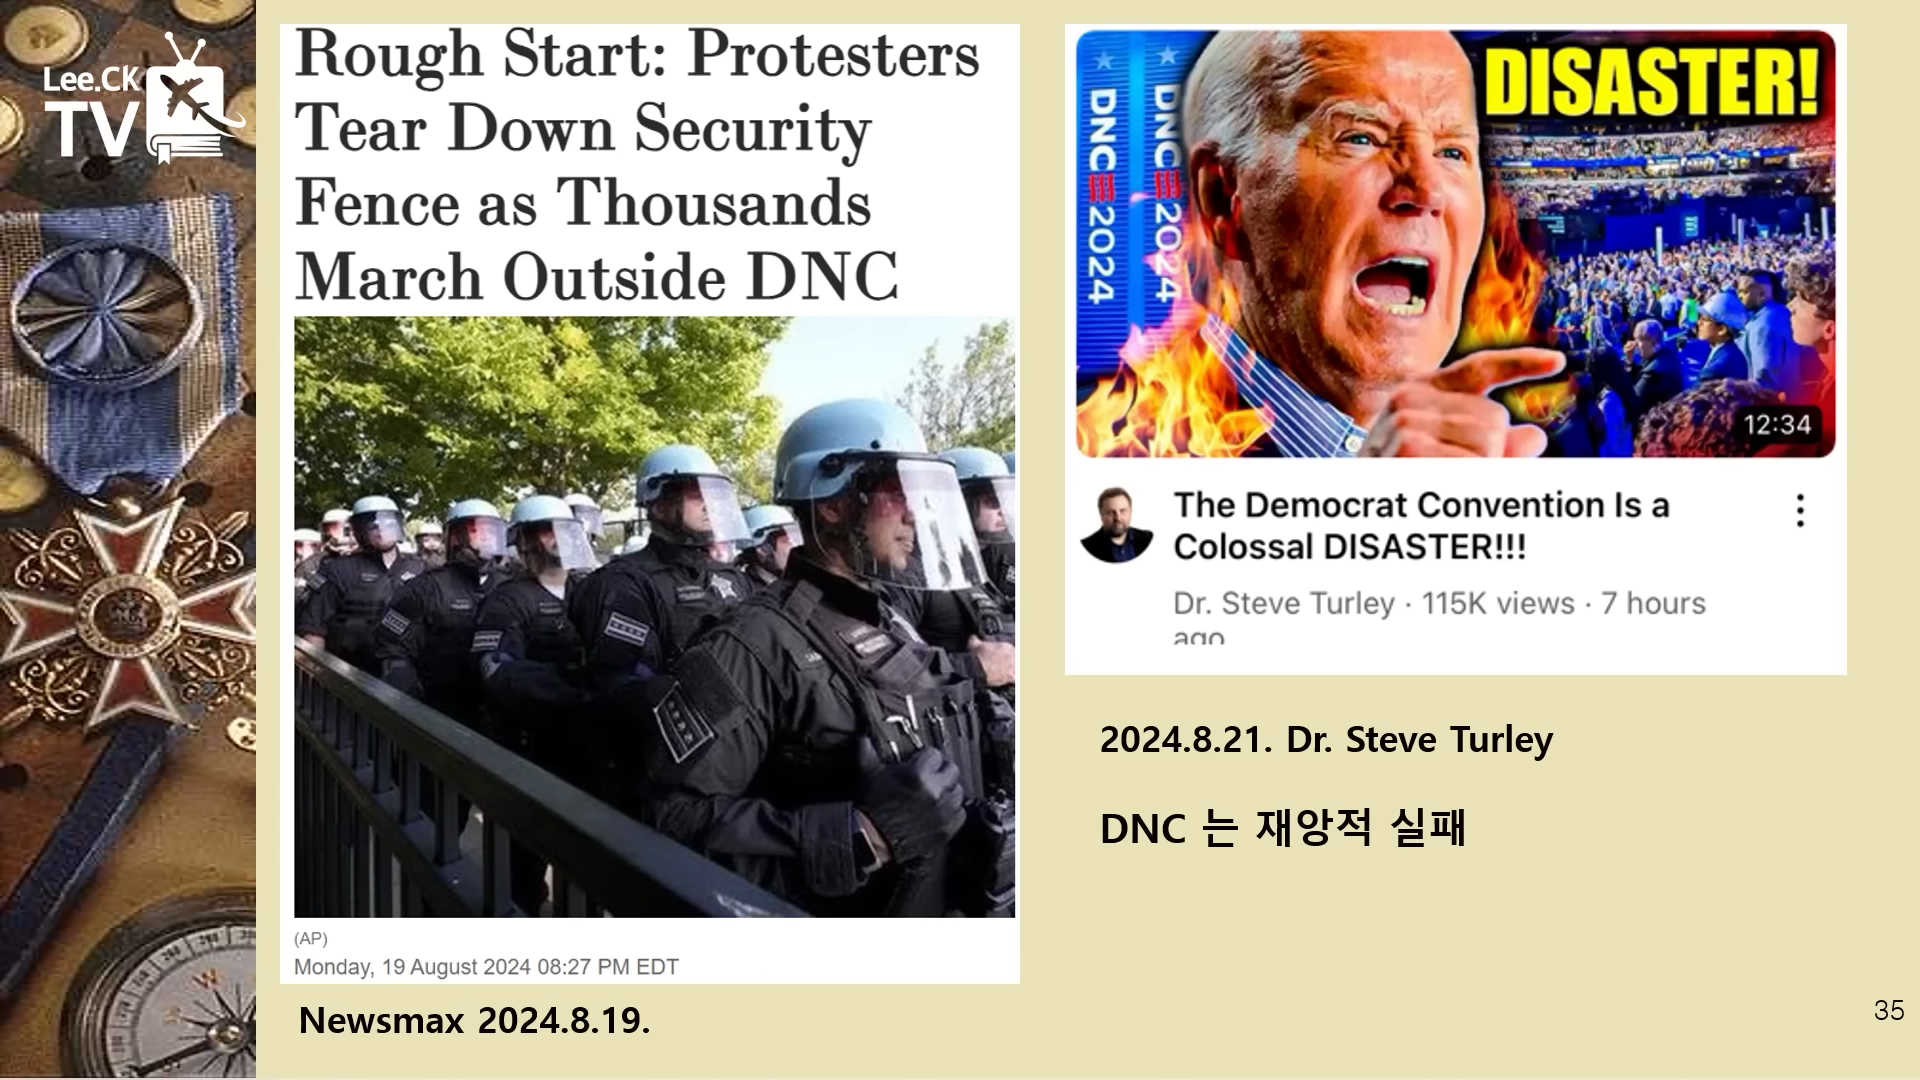 Lee.CK
TV
Rough Start: Protesters
Tear Down Security
Fence as Thousands
March Outside DNC
(AP)
Monday, 19 August 2024 08:27 PM EDT
Newsmax 2024.8.19.
DNC 2024
DNC 2024
DISASTER!
12:34
The Democrat Convention Is a
Colossal DISASTER!!!
Dr. Steve Turley · 115K views · 7 hours
ago
2024.8.21. Dr. Steve Turley
DNC 는 재앙적 실패
35